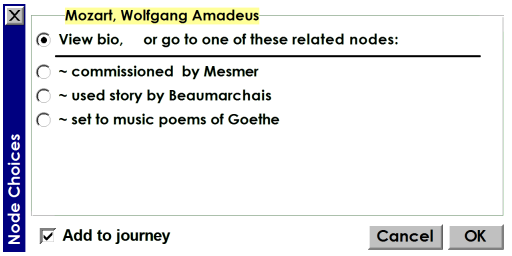 Mozart, Wolfgang Amadeus
View bio, or go to one of these related nodes:
~ commissioned by Mesmer
~ used story by Beaumarchais
~ set to music poems of Goethe
Node Choices
Add to journey
Cancel
OK